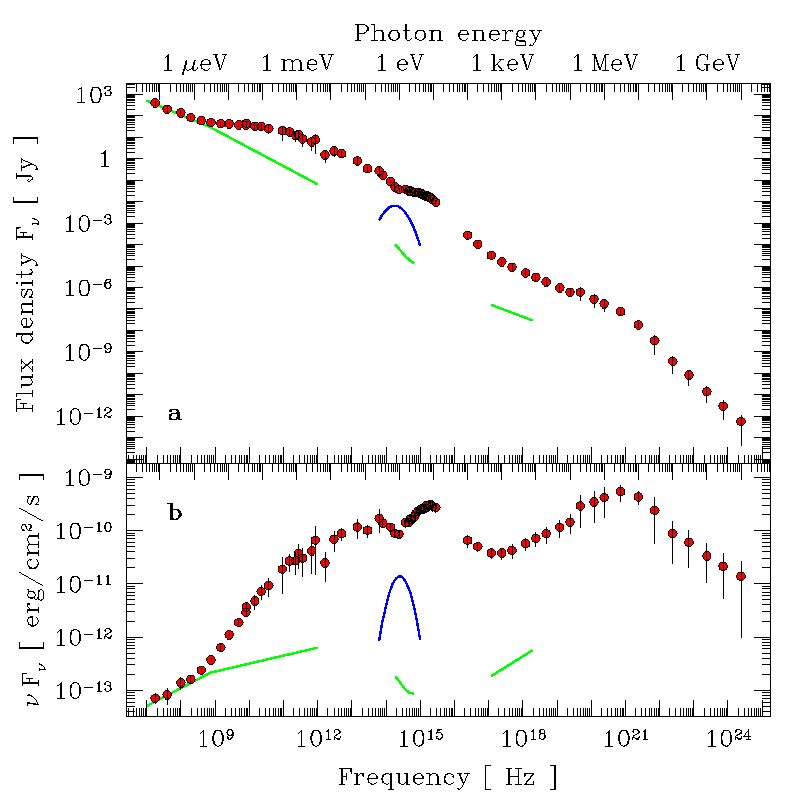 Photon energy
1 μeV 1 meV 1 eV 1 keV 1 MeV 1 GeV
Flux density F_ν [ Jy ]
10³
1
10⁻³
10⁻⁶
10⁻⁹
10⁻¹²
a
ν F_ν [ erg/cm²/s ]
10⁻⁹
10⁻¹⁰
10⁻¹¹
10⁻¹²
10⁻¹³
b
10⁹ 10¹² 10¹⁵ 10¹⁸ 10²¹ 10²⁴
Frequency [ Hz ]